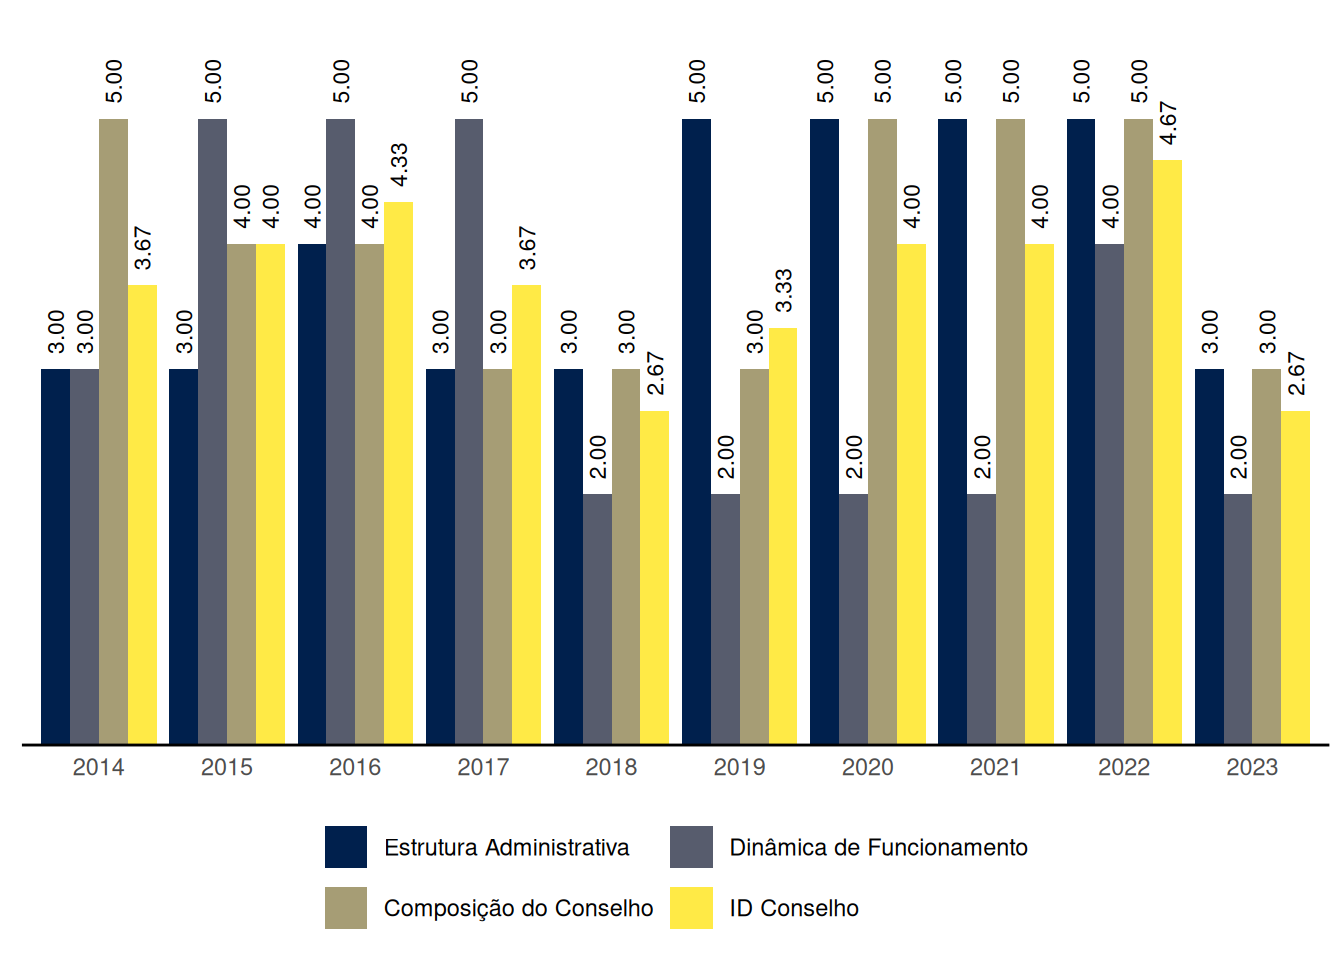 3.00 3.00 5.00 3.67 3.00 5.00 4.00 4.00 4.00 5.00 4.00 4.33 3.00 5.00 3.00 3.67 3.00 2.00 3.00 2.67 5.00 2.00 3.00 3.33 5.00 2.00 5.00 4.00 5.00 2.00 5.00 4.00 5.00 4.00 5.00 4.67 3.00 2.00 3.00 2.67
2014 2015 2016 2017 2018 2019 2020 2021 2022 2023
Estrutura Administrativa Dinâmica de Funcionamento
Composição do Conselho ID Conselho